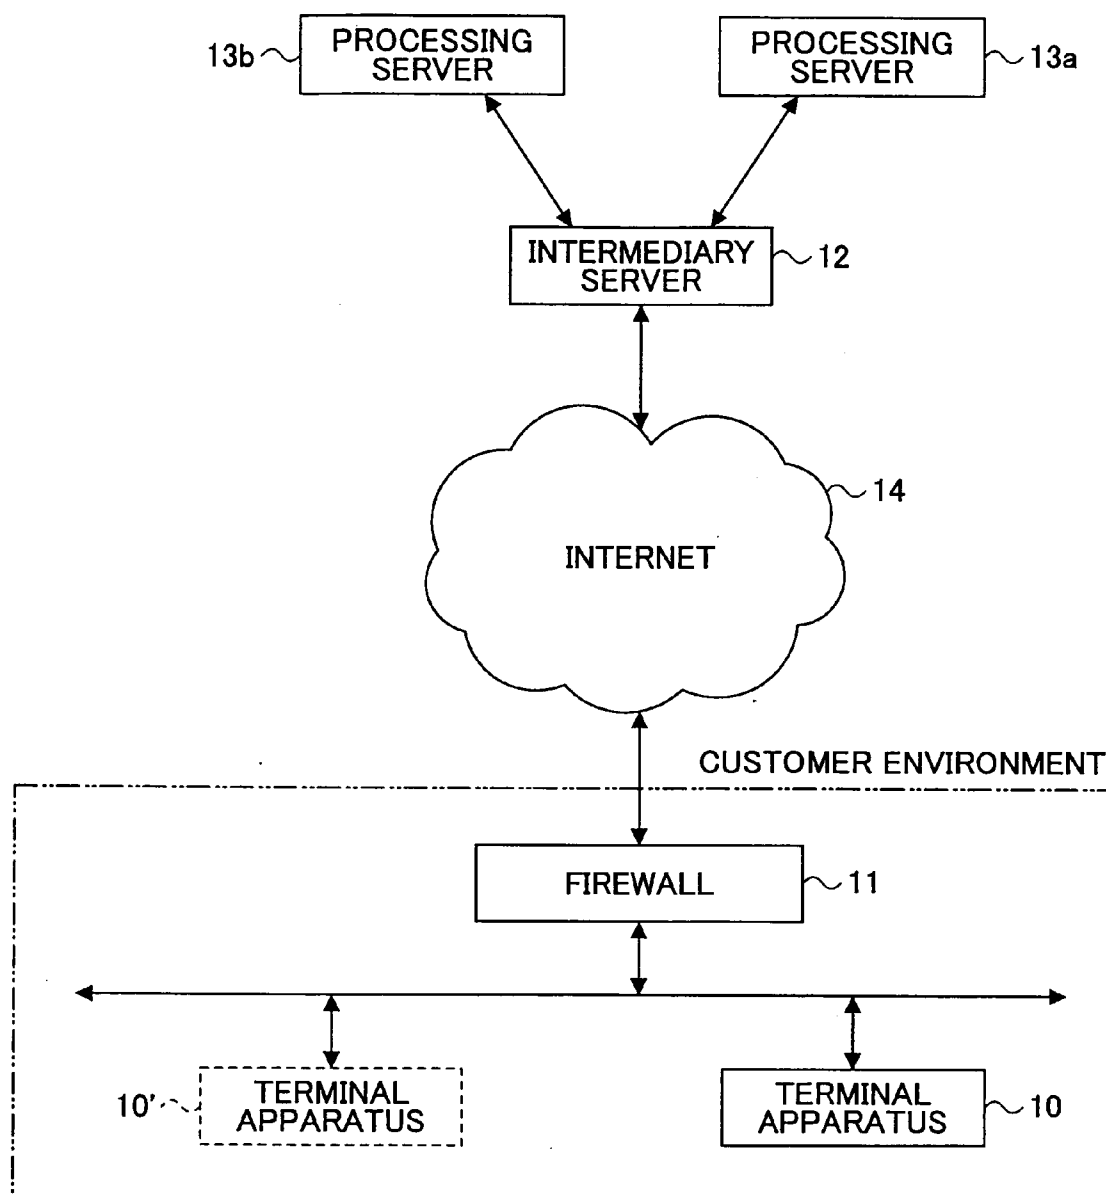 13b
PROCESSING
SERVER
PROCESSING
SERVER
13a
INTERMEDIARY
SERVER
12
14
INTERNET
CUSTOMER ENVIRONMENT
FIREWALL
11
10'
TERMINAL
APPARATUS
TERMINAL
APPARATUS
10